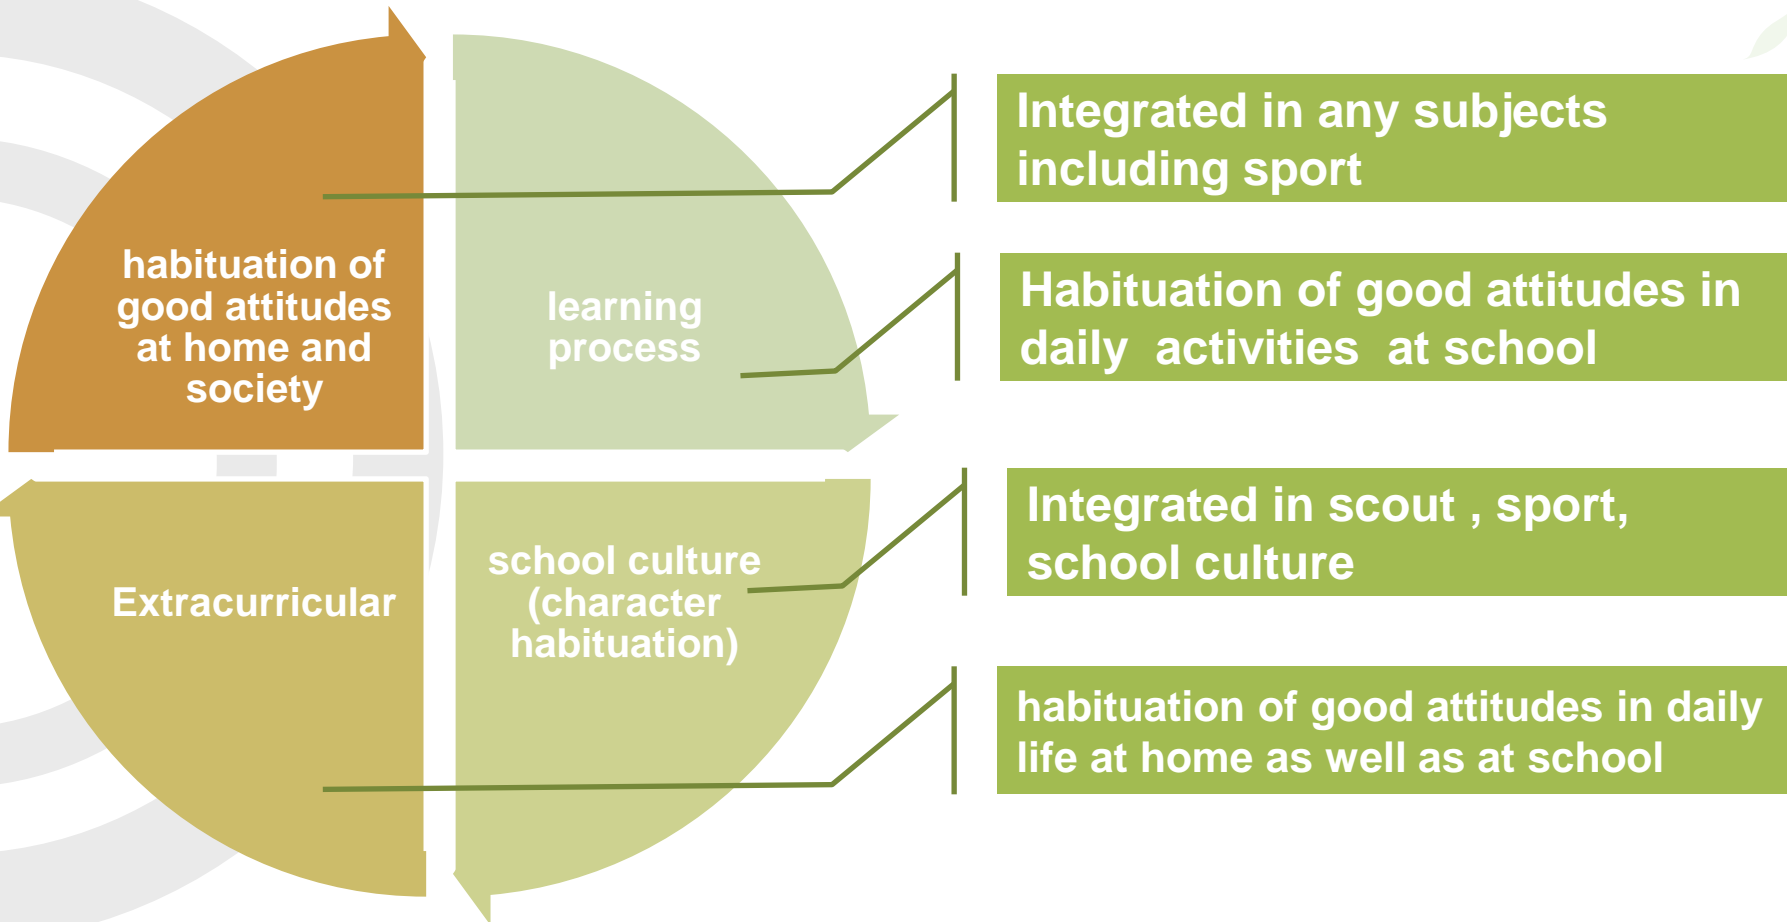 habituation of
good attitudes
at home and
society
learning
process
Extracurricular
school culture
(character
habituation)
Integrated in any subjects
including sport
Habituation of good attitudes in
daily activities at school
Integrated in scout , sport,
school culture
habituation of good attitudes in daily
life at home as well as at school